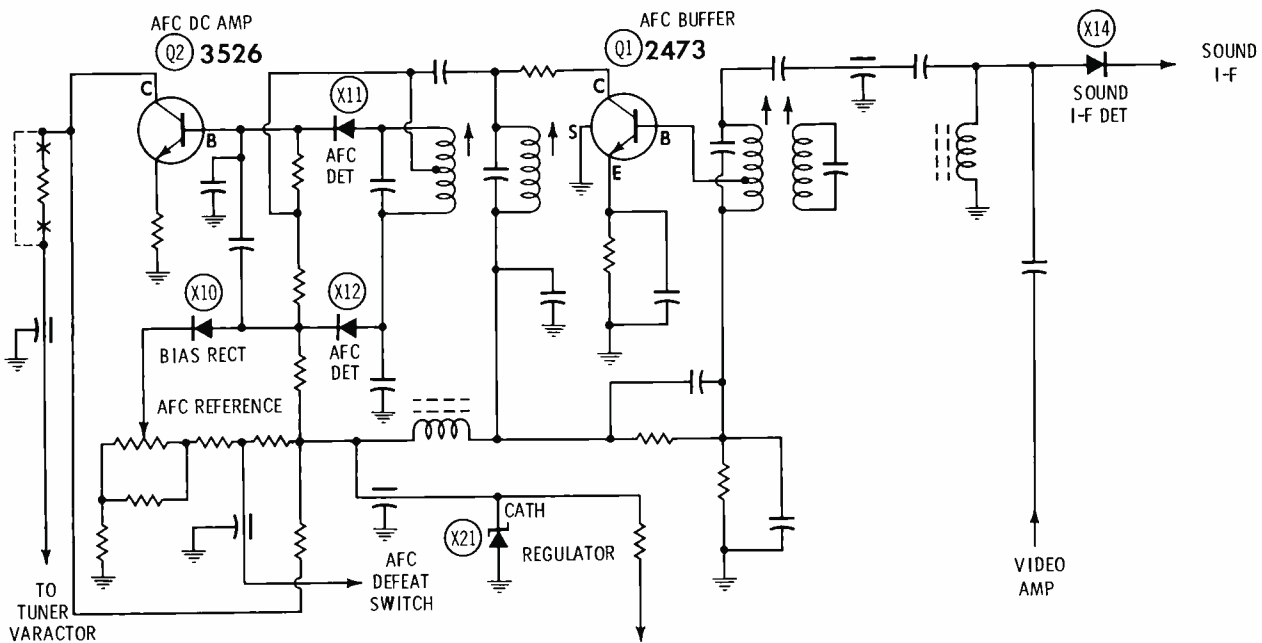 AFC DC AMP
Q2 3526
AFC BUFFER
Q1 2473
X14
SOUND
I-F
SOUND
I-F DET
C
B
X11
AFC
DET
C
S
B
E
X10
BIAS RECT
X12
AFC
DET
AFC REFERENCE
CATH
X21
REGULATOR
AFC
DEFEAT
SWITCH
TO
TUNER
VARACTOR
VIDEO
AMP